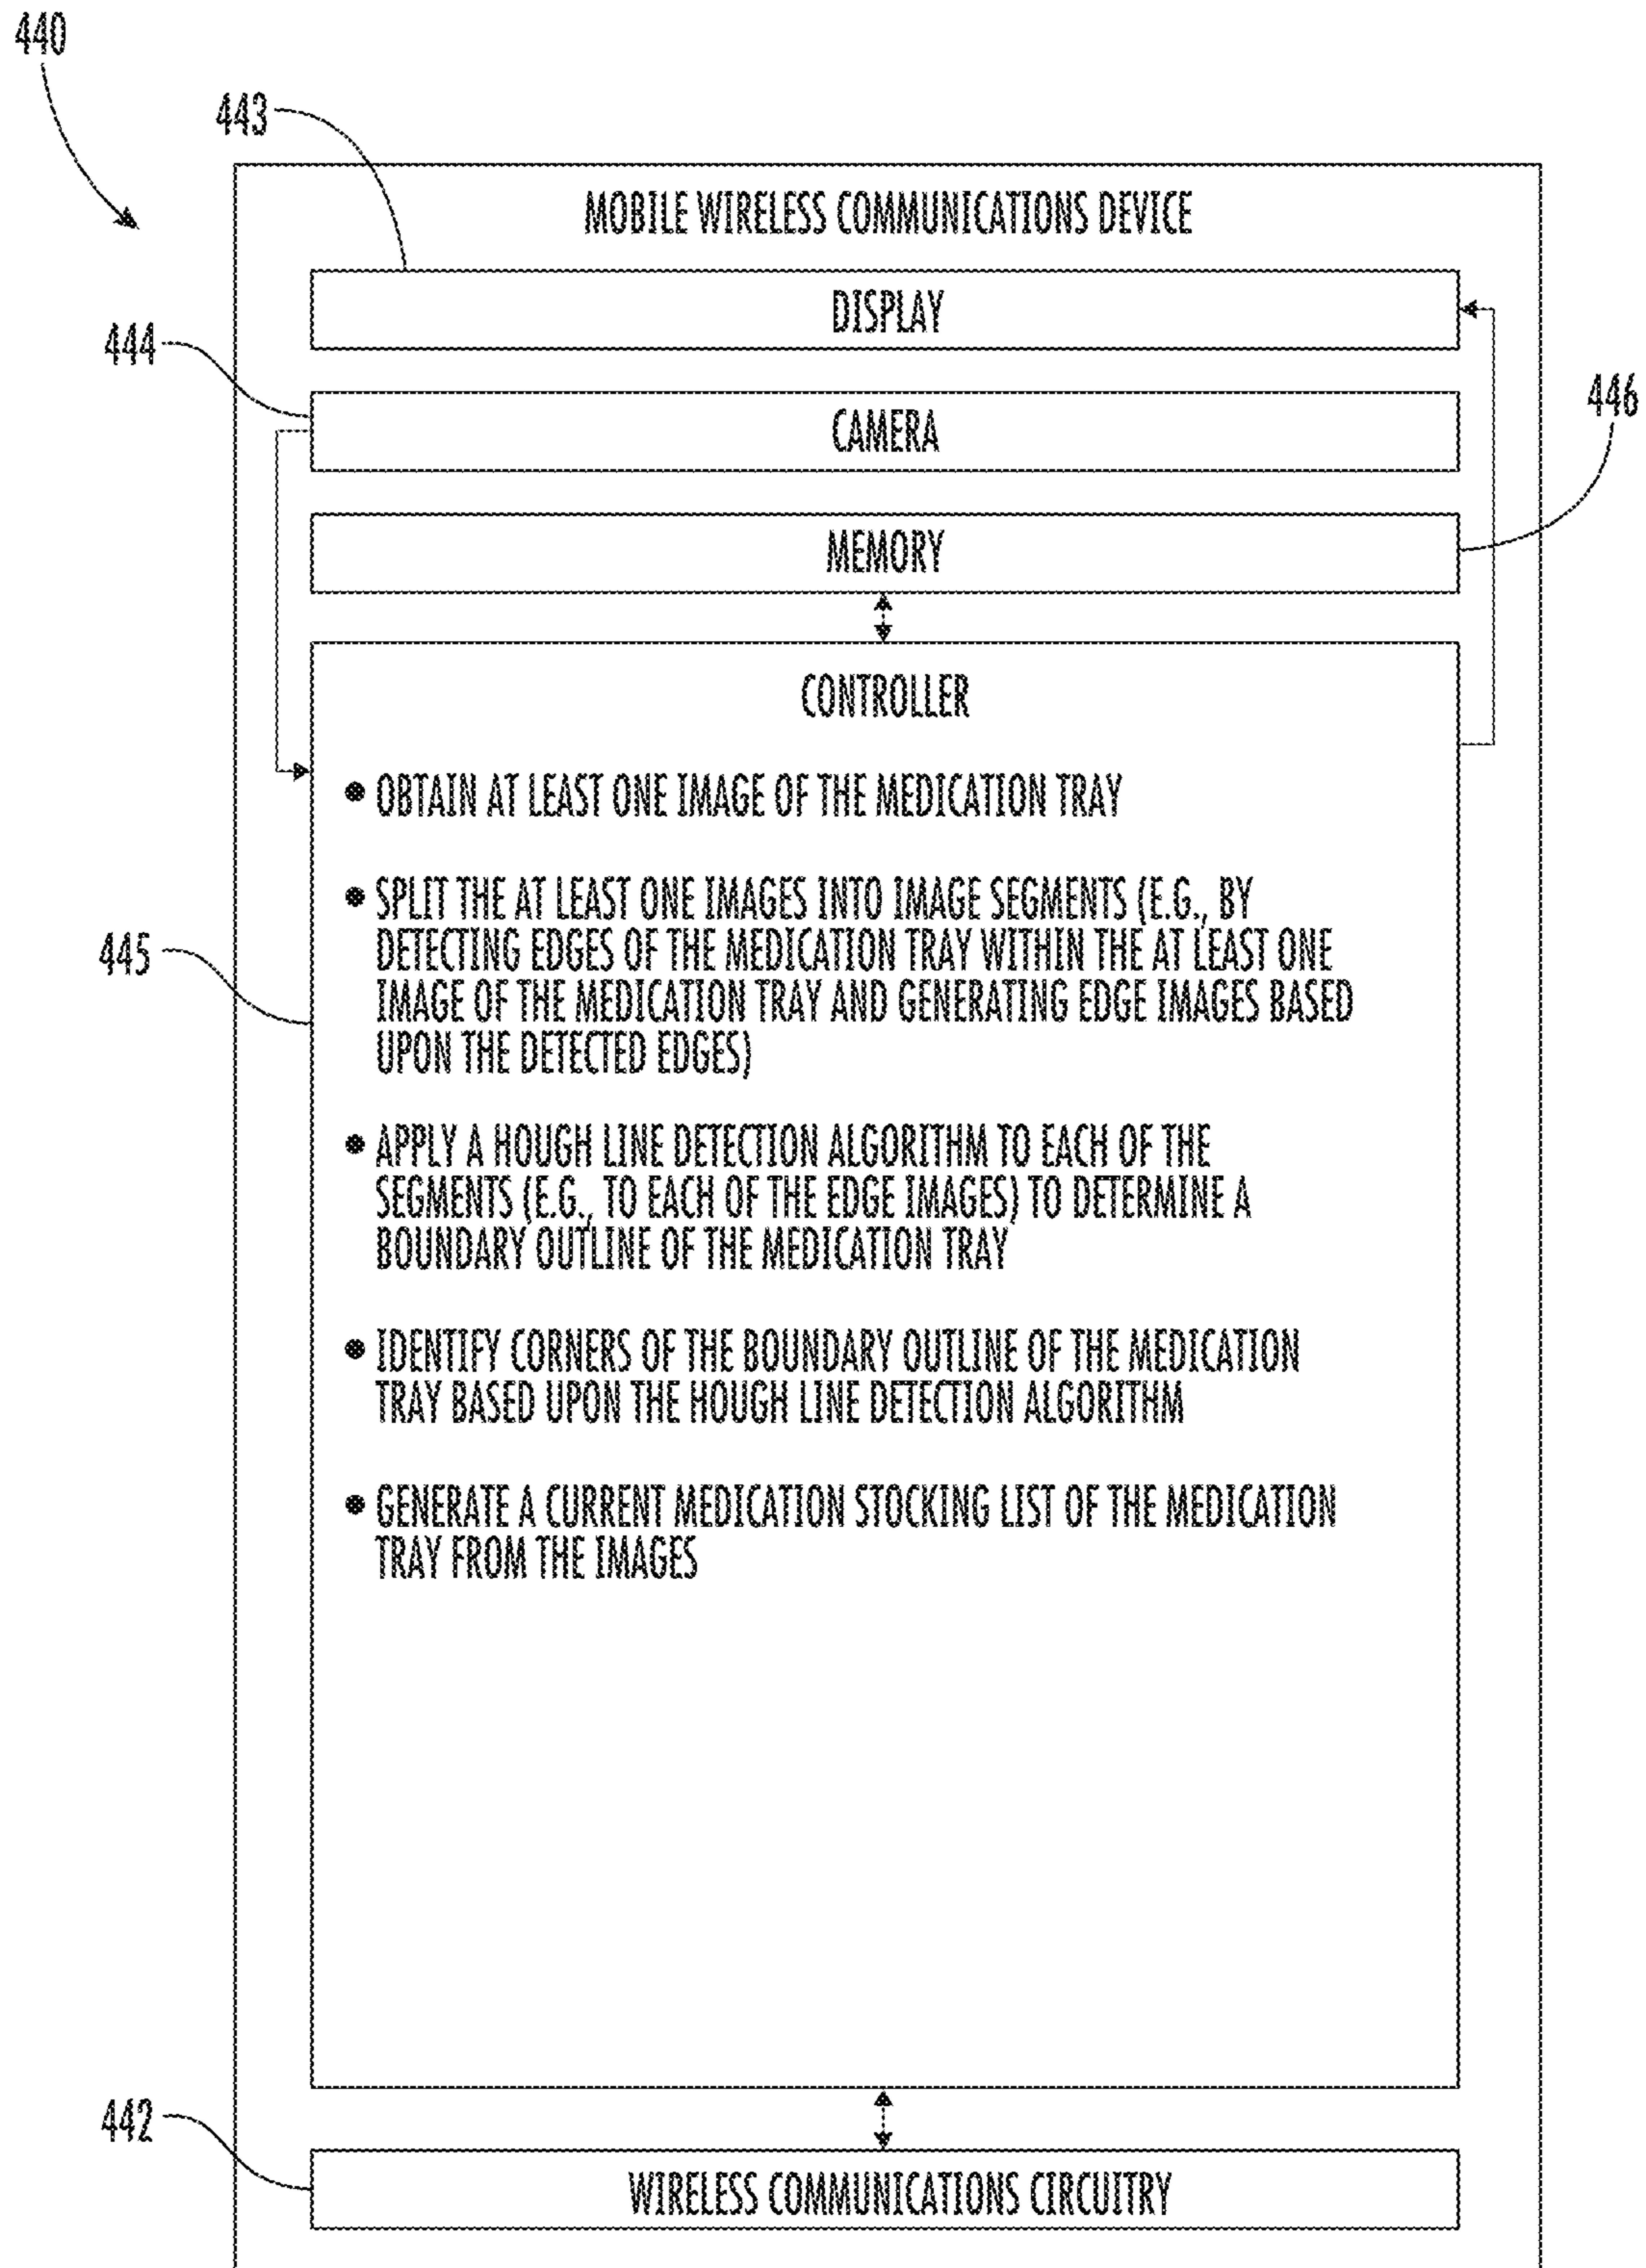 440
443
MOBILE WIRELESS COMMUNICATIONS DEVICE
DISPLAY
444
CAMERA
446
MEMORY
CONTROLLER
● OBTAIN AT LEAST ONE IMAGE OF THE MEDICATION TRAY
● SPLIT THE AT LEAST ONE IMAGES INTO IMAGE SEGMENTS (E.G., BY
DETECTING EDGES OF THE MEDICATION TRAY WITHIN THE AT LEAST ONE
IMAGE OF THE MEDICATION TRAY AND GENERATING EDGE IMAGES BASED
UPON THE DETECTED EDGES)
445
● APPLY A HOUGH LINE DETECTION ALGORITHM TO EACH OF THE
SEGMENTS (E.G., TO EACH OF THE EDGE IMAGES) TO DETERMINE A
BOUNDARY OUTLINE OF THE MEDICATION TRAY
● IDENTIFY CORNERS OF THE BOUNDARY OUTLINE OF THE MEDICATION
TRAY BASED UPON THE HOUGH LINE DETECTION ALGORITHM
● GENERATE A CURRENT MEDICATION STOCKING LIST OF THE MEDICATION
TRAY FROM THE IMAGES
442
WIRELESS COMMUNICATIONS CIRCUITRY